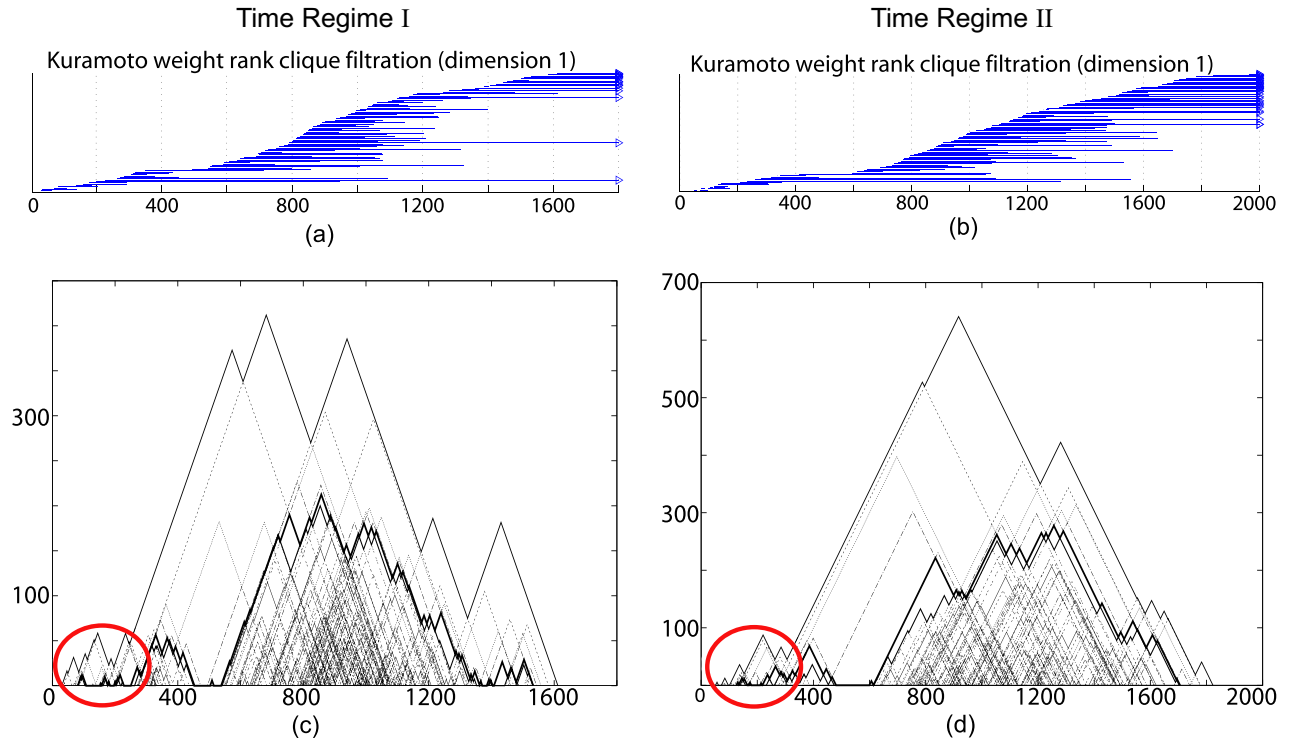 Time Regime I
Time Regime II
Kuramoto weight rank clique filtration (dimension 1)
Kuramoto weight rank clique filtration (dimension 1)
0 400 800 1200 1600
0 400 800 1200 1600 2000
(a)
(b)
300
100
0 400 800 1200 1600
(c)
700
500
400
300
100
0 400 800 1200 1600 2000
(d)